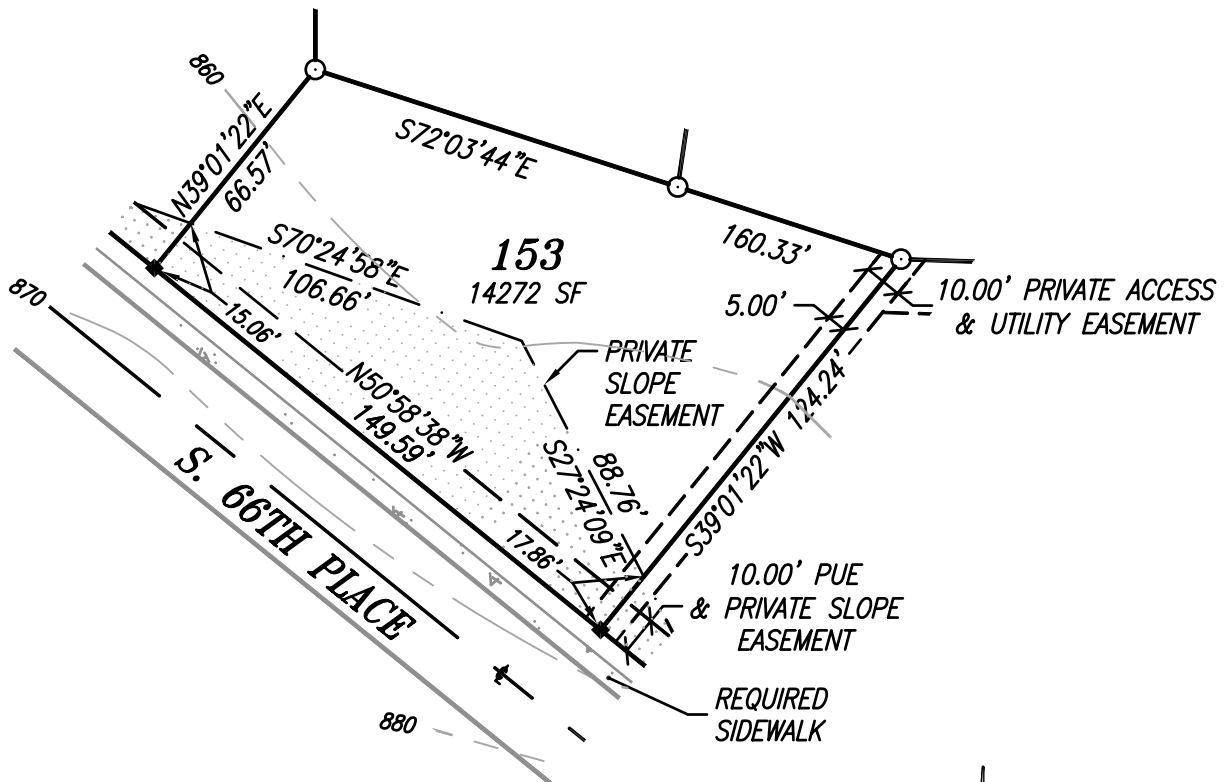 860
S72°03'44"E
N39°01'22"E
66.57'
S70°24'58"E
106.66'
153
14272 SF
160.33'
5.00'
10.00' PRIVATE ACCESS
& UTILITY EASEMENT
870
15.06'
PRIVATE
SLOPE
EASEMENT
N50°58'38"W
149.59'
S39°01'22"W 124.24'
S. 66TH PLACE
88.76'
S27°24'09"E
17.86'
10.00' PUE
& PRIVATE SLOPE
EASEMENT
REQUIRED
SIDEWALK
880